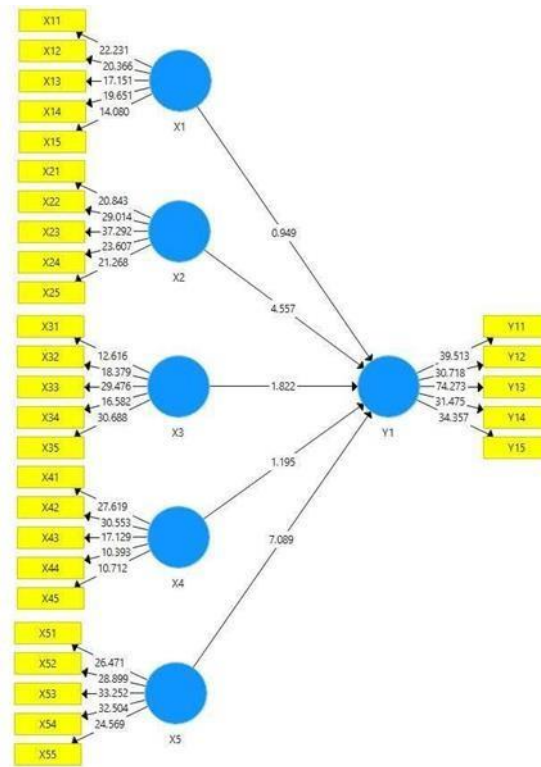 X11
X12
X13
X14
X15
22.231
20.366
17.151
19.651
14.080
X1
X21
X22
X23
X24
X25
20.843
29.014
37.292
23.607
21.268
X2
X31
X32
X33
X34
X35
12.616
18.379
29.476
16.582
30.688
X3
X41
X42
X43
X44
X45
27.619
30.553
17.129
10.393
10.712
X4
X51
X52
X53
X54
X55
26.471
28.899
33.252
32.504
24.569
X5
0.949
4.557
1.822
1.195
7.089
Y1
39.513
30.718
74.273
31.475
34.357
Y11
Y12
Y13
Y14
Y15